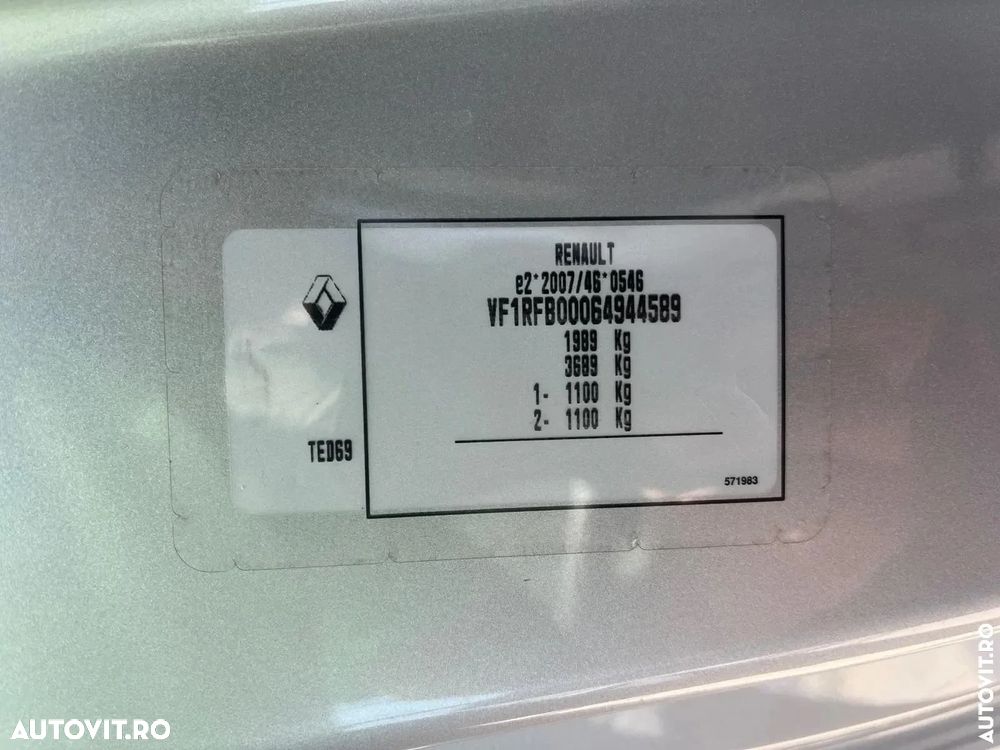 RENAULT
e2*2007/46*0546
VF1RFB00064944589
1989 Kg
3689 Kg
1- 1100 Kg
2- 1100 Kg
TED69
571983
AUTOVIT.RO
AUTOVIT.RO